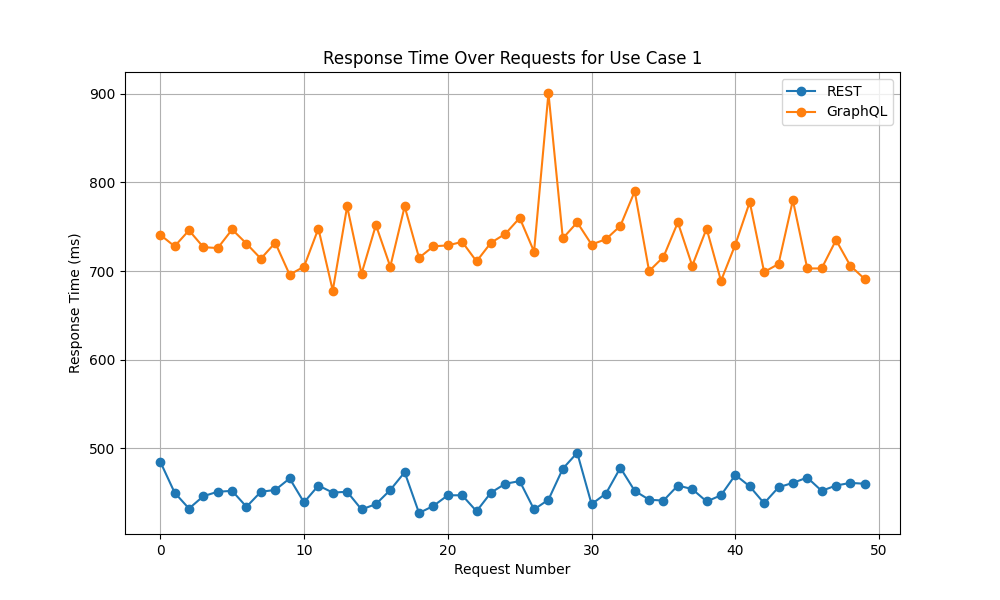 Response Time Over Requests for Use Case 1
REST
GraphQL
900
800
700
600
500
Response Time (ms)
0 10 20 30 40 50
Request Number